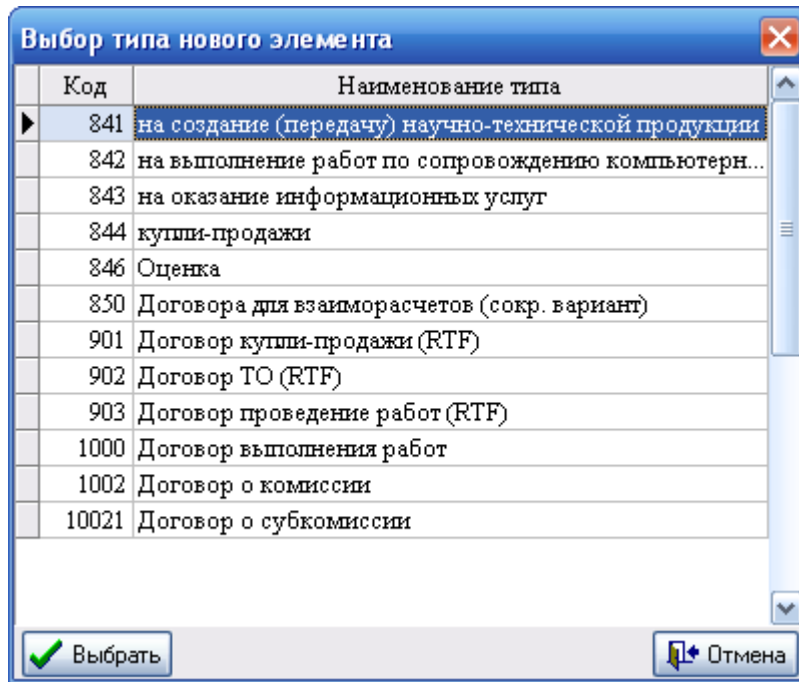 Выбор типа нового элемента
Код Наименование типа
841 на создание (передачу) научно-технической продукции
842 на выполнение работ по сопровождению компьютерн...
843 на оказание информационных услуг
844 купли-продажи
846 Оценка
850 Договора для взаиморасчетов (сокр. вариант)
901 Договор купли-продажи (RTF)
902 Договор ТО (RTF)
903 Договор проведение работ (RTF)
1000 Договор выполнения работ
1002 Договор о комиссии
10021 Договор о субкомиссии
Выбрать Отмена